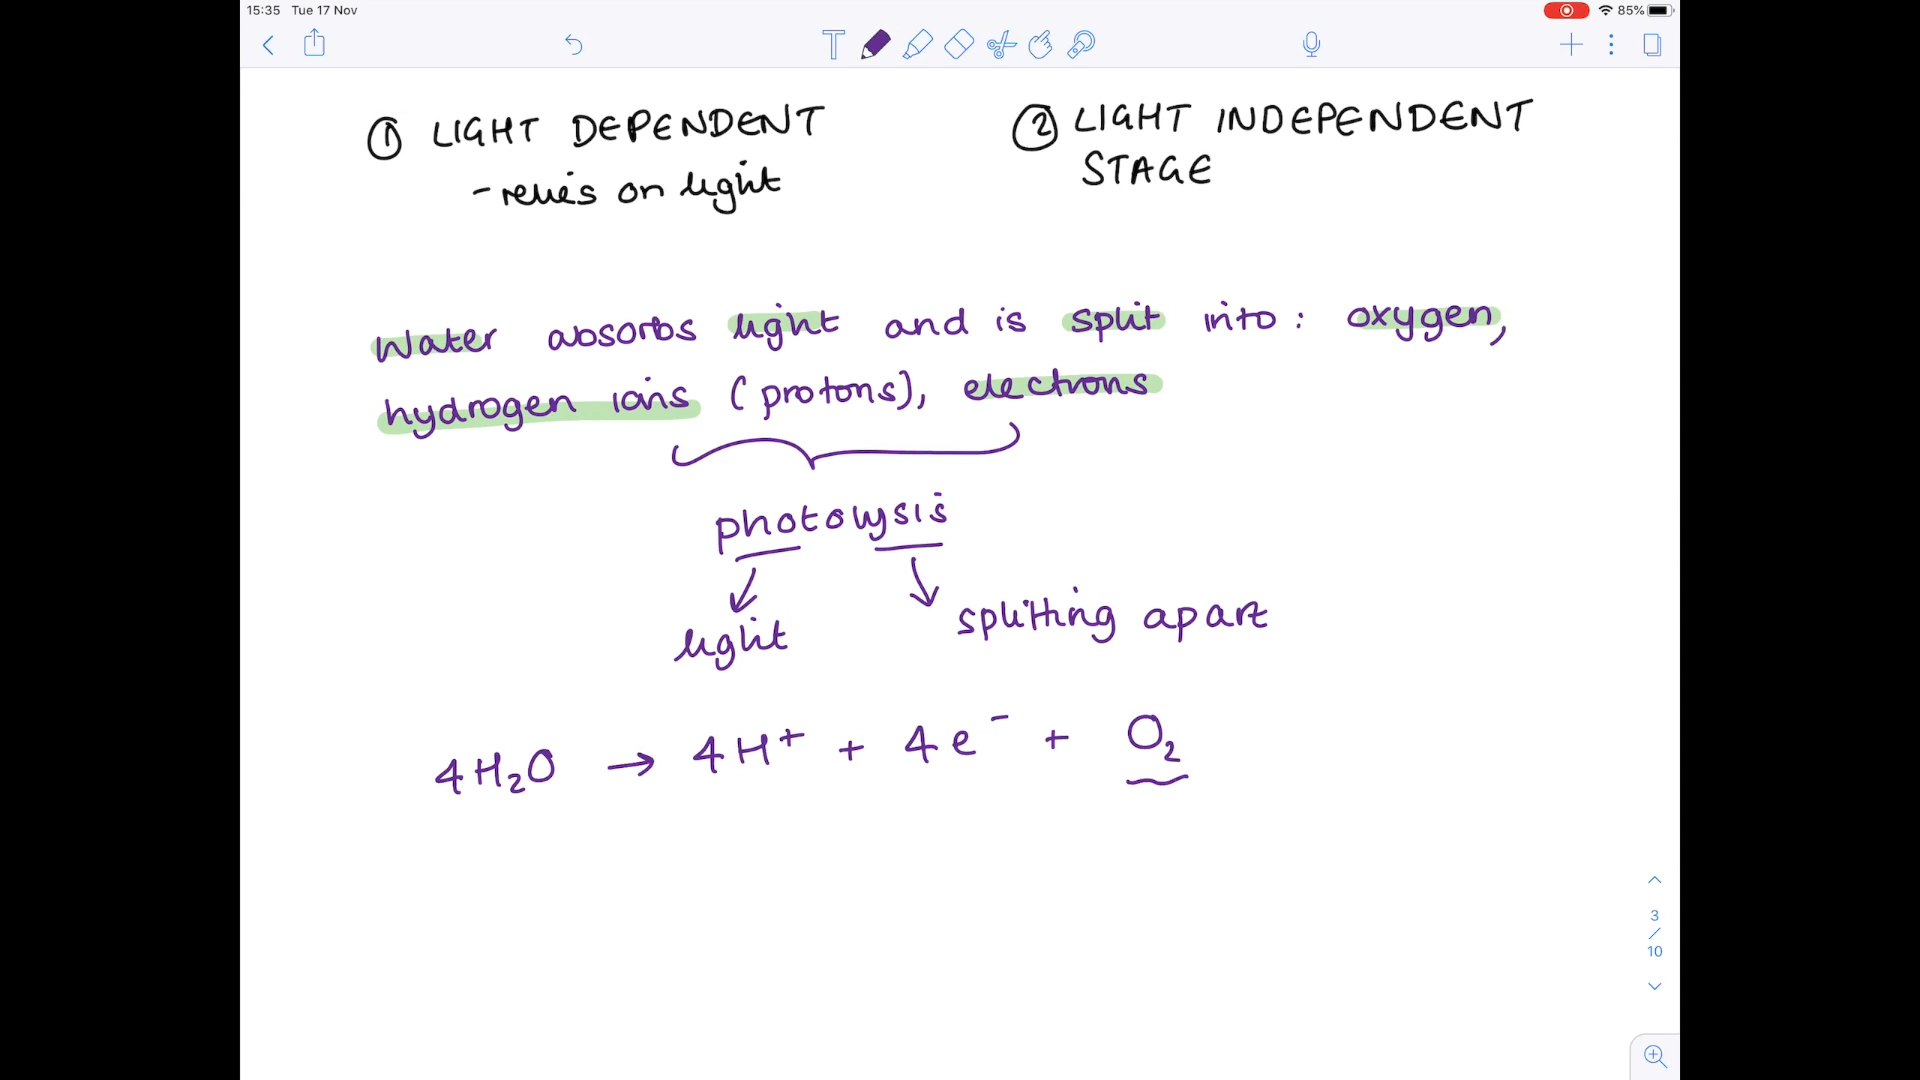 15:35 Tue 17 Nov
85%
T
① LIGHT DEPENDENT
- relies on light
② LIGHT INDEPENDENT
STAGE
Water absorbs light and is split into: oxygen,
hydrogen ions (protons), electrons
photolysis
light
splitting apart
4H₂O → 4H⁺ + 4e⁻ + O₂
3
/
10